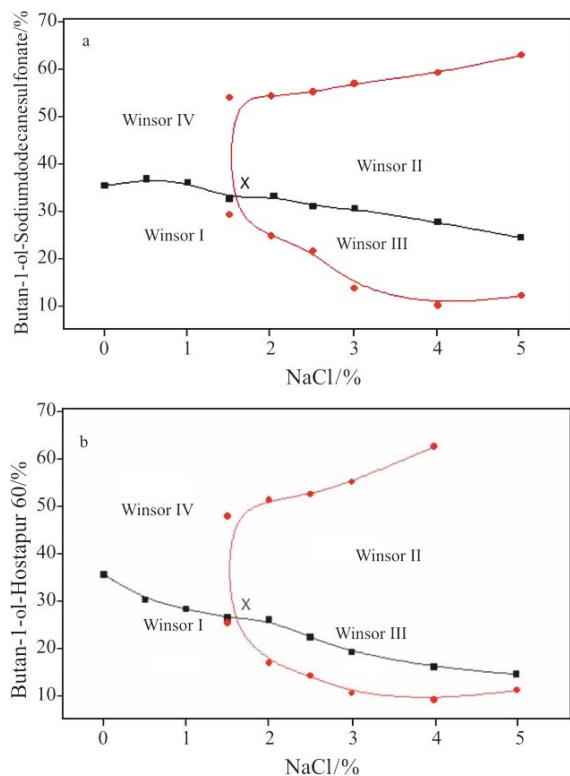 a
Butan-1-ol-Sodiumdodecanesulfonate/%
70
60
50
40
30
20
10
Winsor IV
Winsor II
X
Winsor I
Winsor III
0 1 2 3 4 5
NaCl/%
b
Butan-1-ol-Hostapur 60/%
70
60
50
40
30
20
10
Winsor IV
Winsor II
X
Winsor I
Winsor III
0 1 2 3 4 5
NaCl/%